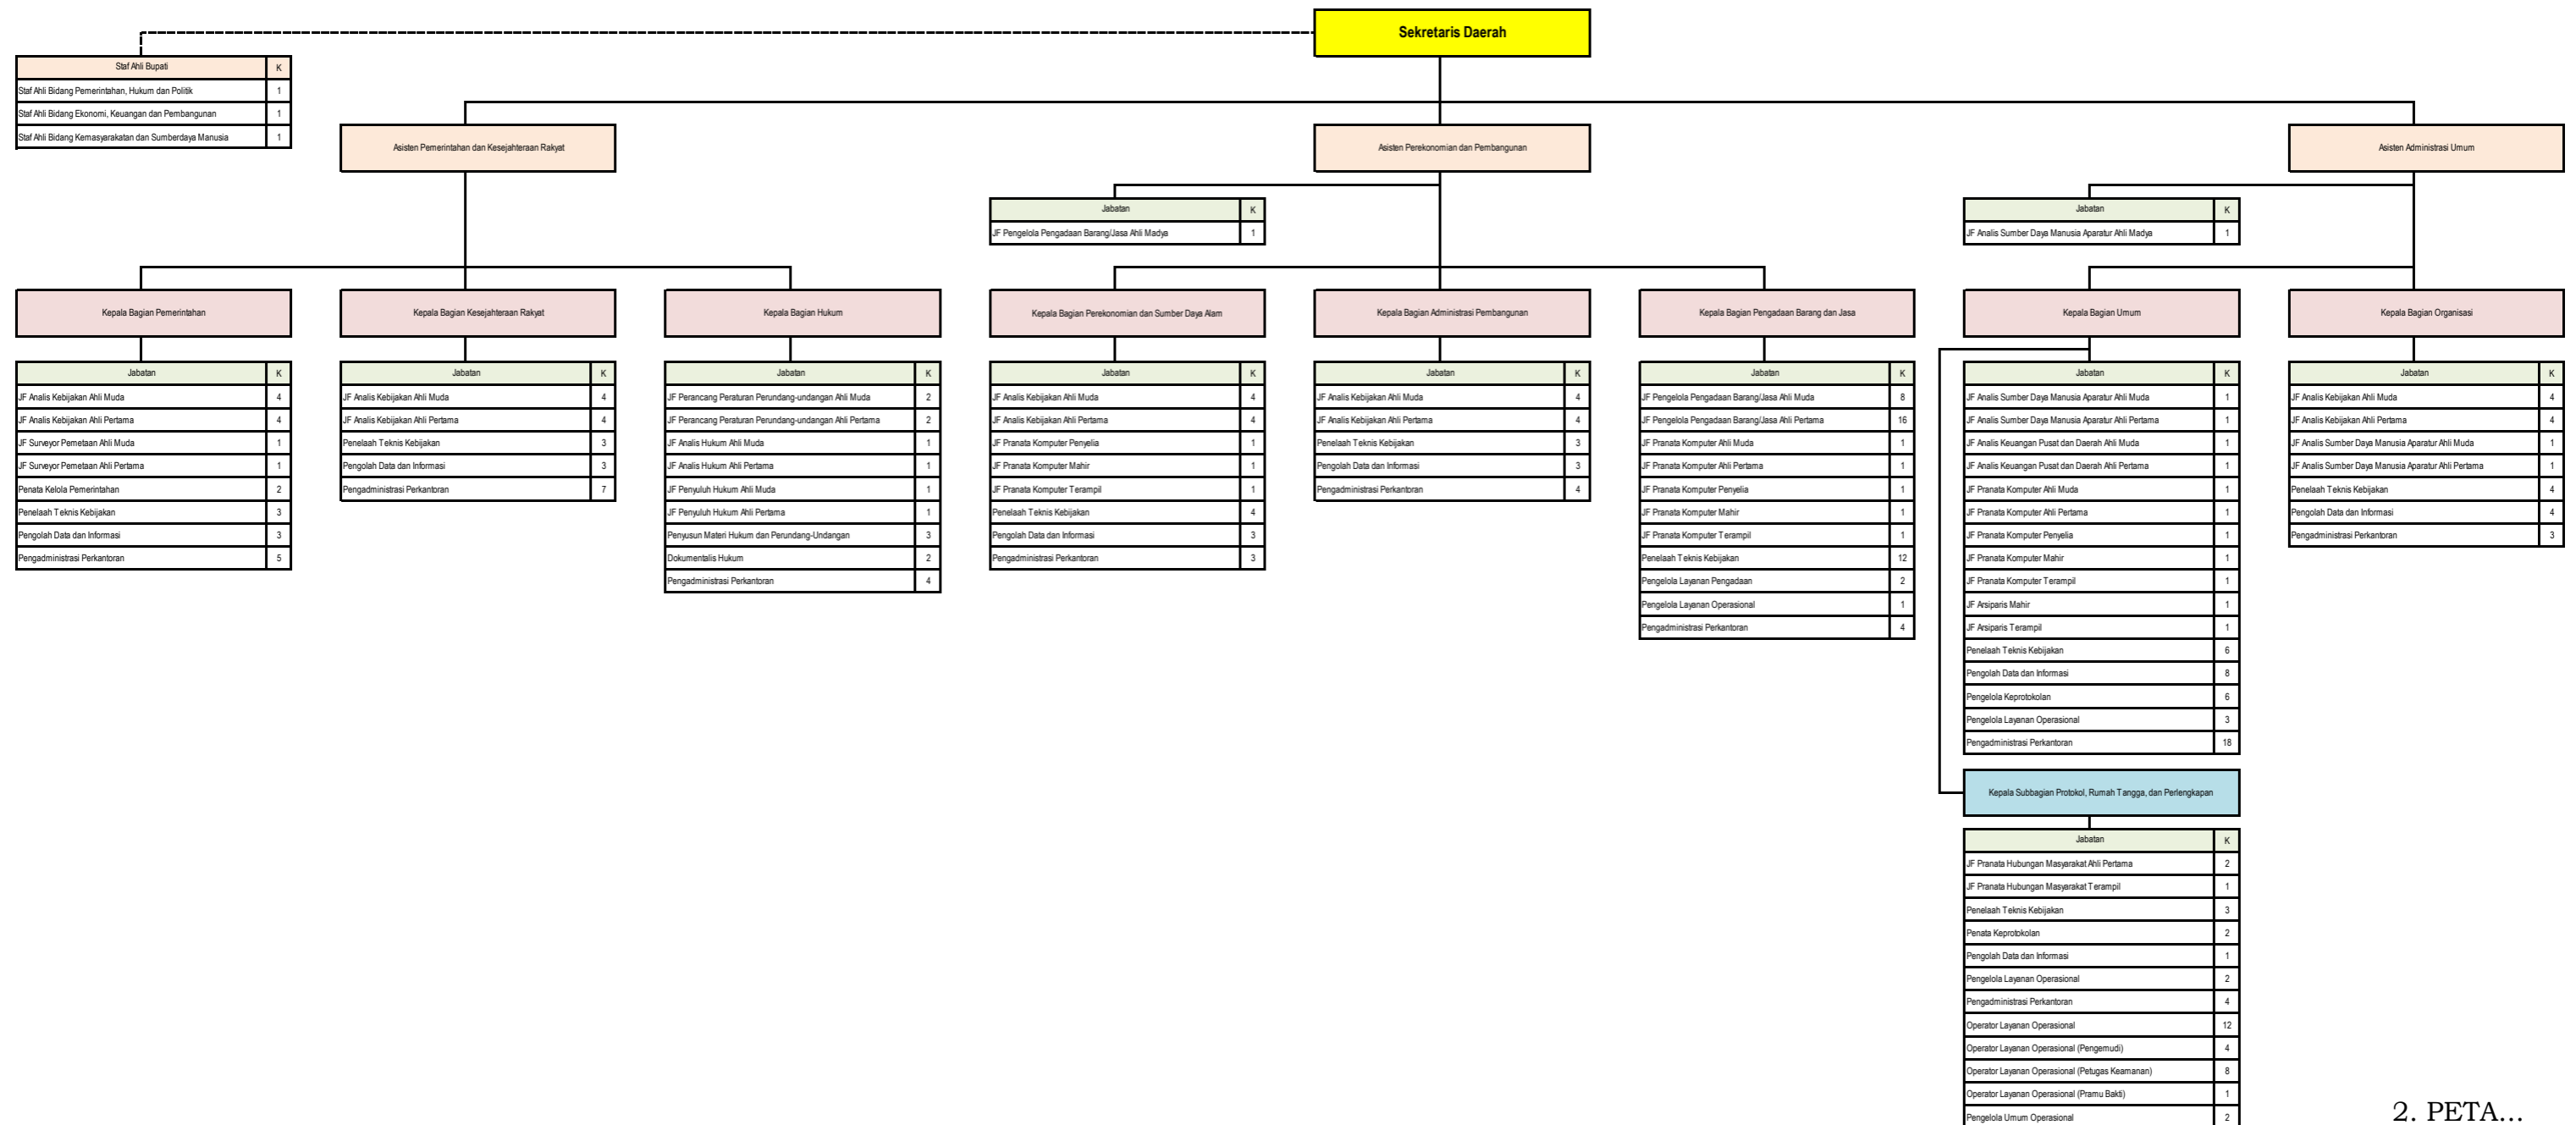 Sekretaris Daerah
Staf Ahli Bupati K
Staf Ahli Bidang Pemerintahan, Hukum dan Politik 1
Staf Ahli Bidang Ekonomi, Keuangan dan Pembangunan 1
Staf Ahli Bidang Kemasyarakatan dan Sumberdaya Manusia 1
Asisten Pemerintahan dan Kesejahteraan Rakyat
Asisten Perekonomian dan Pembangunan
Asisten Administrasi Umum
Jabatan K
JF Pengelola Pengadaan Barang/Jasa Ahli Madya 1
Jabatan K
JF Analis Sumber Daya Manusia Aparatur Ahli Madya 1
Kepala Bagian Pemerintahan
Jabatan K
JF Analis Kebijakan Ahli Muda 4
JF Analis Kebijakan Ahli Pertama 4
JF Surveyor Pemetaan Ahli Muda 1
JF Surveyor Pemetaan Ahli Pertama 1
Penata Kelola Pemerintahan 2
Penelaah Teknis Kebijakan 3
Pengolah Data dan Informasi 3
Pengadministrasi Perkantoran 5
Kepala Bagian Kesejahteraan Rakyat
Jabatan K
JF Analis Kebijakan Ahli Muda 4
JF Analis Kebijakan Ahli Pertama 4
Penelaah Teknis Kebijakan 3
Pengolah Data dan Informasi 3
Pengadministrasi Perkantoran 7
Kepala Bagian Hukum
Jabatan K
JF Perancang Peraturan Perundang-undangan Ahli Muda 2
JF Perancang Peraturan Perundang-undangan Ahli Pertama 2
JF Analis Hukum Ahli Muda 1
JF Analis Hukum Ahli Pertama 1
JF Penyuluh Hukum Ahli Muda 1
JF Penyuluh Hukum Ahli Pertama 1
Penyusun Materi Hukum dan Perundang-Undangan 3
Dokumentalis Hukum 2
Pengadministrasi Perkantoran 4
Kepala Bagian Perekonomian dan Sumber Daya Alam
Jabatan K
JF Analis Kebijakan Ahli Muda 4
JF Analis Kebijakan Ahli Pertama 4
JF Pranata Komputer Penyelia 1
JF Pranata Komputer Mahir 1
JF Pranata Komputer Terampil 1
Penelaah Teknis Kebijakan 4
Pengolah Data dan Informasi 3
Pengadministrasi Perkantoran 3
Kepala Bagian Administrasi Pembangunan
Jabatan K
JF Analis Kebijakan Ahli Muda 4
JF Analis Kebijakan Ahli Pertama 4
Penelaah Teknis Kebijakan 3
Pengolah Data dan Informasi 3
Pengadministrasi Perkantoran 4
Kepala Bagian Pengadaan Barang dan Jasa
Jabatan K
JF Pengelola Pengadaan Barang/Jasa Ahli Muda 8
JF Pengelola Pengadaan Barang/Jasa Ahli Pertama 16
JF Pranata Komputer Ahli Muda 1
JF Pranata Komputer Ahli Pertama 1
JF Pranata Komputer Penyelia 1
JF Pranata Komputer Mahir 1
JF Pranata Komputer Terampil 1
Penelaah Teknis Kebijakan 12
Pengelola Layanan Pengadaan 2
Pengelola Layanan Operasional 1
Pengadministrasi Perkantoran 4
Kepala Bagian Umum
Jabatan K
JF Analis Sumber Daya Manusia Aparatur Ahli Muda 1
JF Analis Sumber Daya Manusia Aparatur Ahli Pertama 1
JF Analis Keuangan Pusat dan Daerah Ahli Muda 1
JF Analis Keuangan Pusat dan Daerah Ahli Pertama 1
JF Pranata Komputer Ahli Muda 1
JF Pranata Komputer Ahli Pertama 1
JF Pranata Komputer Penyelia 1
JF Pranata Komputer Mahir 1
JF Pranata Komputer Terampil 1
JF Arsiparis Mahir 1
JF Arsiparis Terampil 1
Penelaah Teknis Kebijakan 6
Pengolah Data dan Informasi 8
Pengelola Keprotokolan 6
Pengelola Layanan Operasional 3
Pengadministrasi Perkantoran 18
Kepala Bagian Organisasi
Jabatan K
JF Analis Kebijakan Ahli Muda 4
JF Analis Kebijakan Ahli Pertama 4
JF Analis Sumber Daya Manusia Aparatur Ahli Muda 1
JF Analis Sumber Daya Manusia Aparatur Ahli Pertama 1
Penelaah Teknis Kebijakan 4
Pengolah Data dan Informasi 4
Pengadministrasi Perkantoran 3
Kepala Subbagian Protokol, Rumah Tangga, dan Perlengkapan
Jabatan K
JF Pranata Hubungan Masyarakat Ahli Pertama 2
JF Pranata Hubungan Masyarakat Terampil 1
Penelaah Teknis Kebijakan 3
Penata Keprotokolan 2
Pengolah Data dan Informasi 1
Pengelola Layanan Operasional 2
Pengadministrasi Perkantoran 4
Operator Layanan Operasional 12
Operator Layanan Operasional (Pengemudi) 4
Operator Layanan Operasional (Petugas Keamanan) 8
Operator Layanan Operasional (Pramu Bakti) 1
Pengelola Umum Operasional 2
2. PETA...